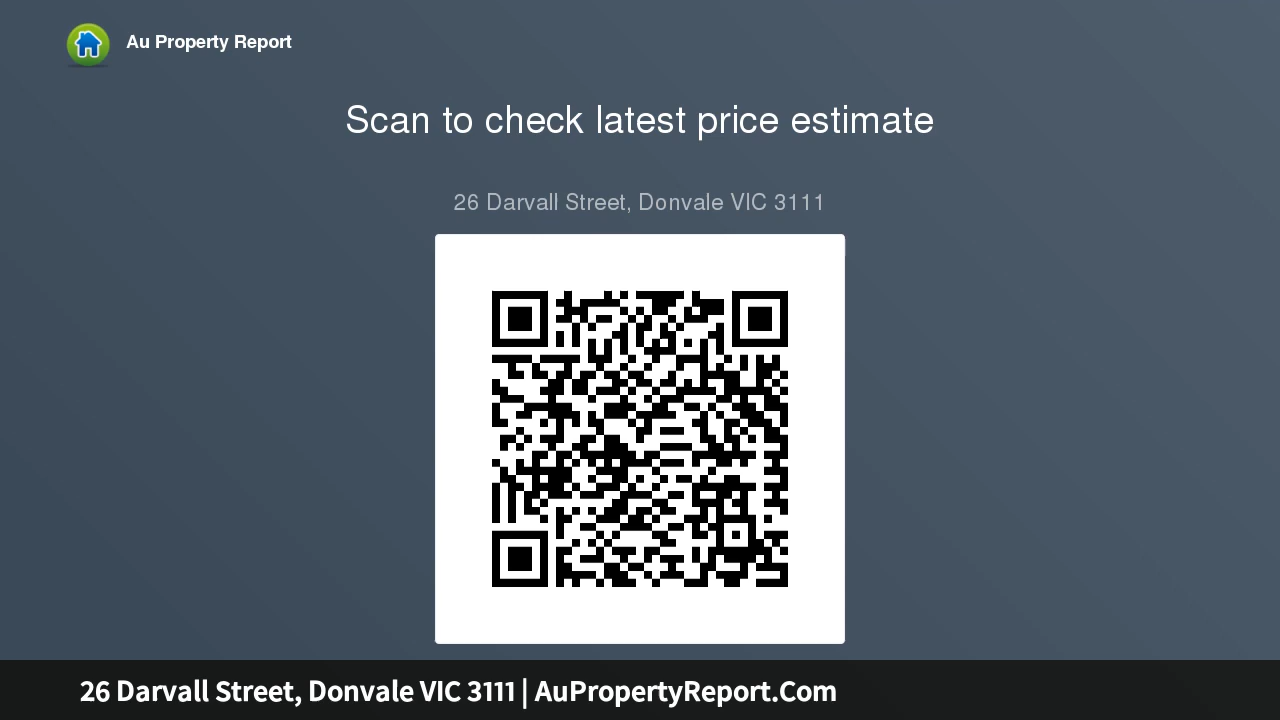 Au Property Report
Scan to check latest price estimate
26 Darvall Street, Donvale VIC 3111
26 Darvall Street, Donvale VIC 3111 | AuPropertyReport.Com